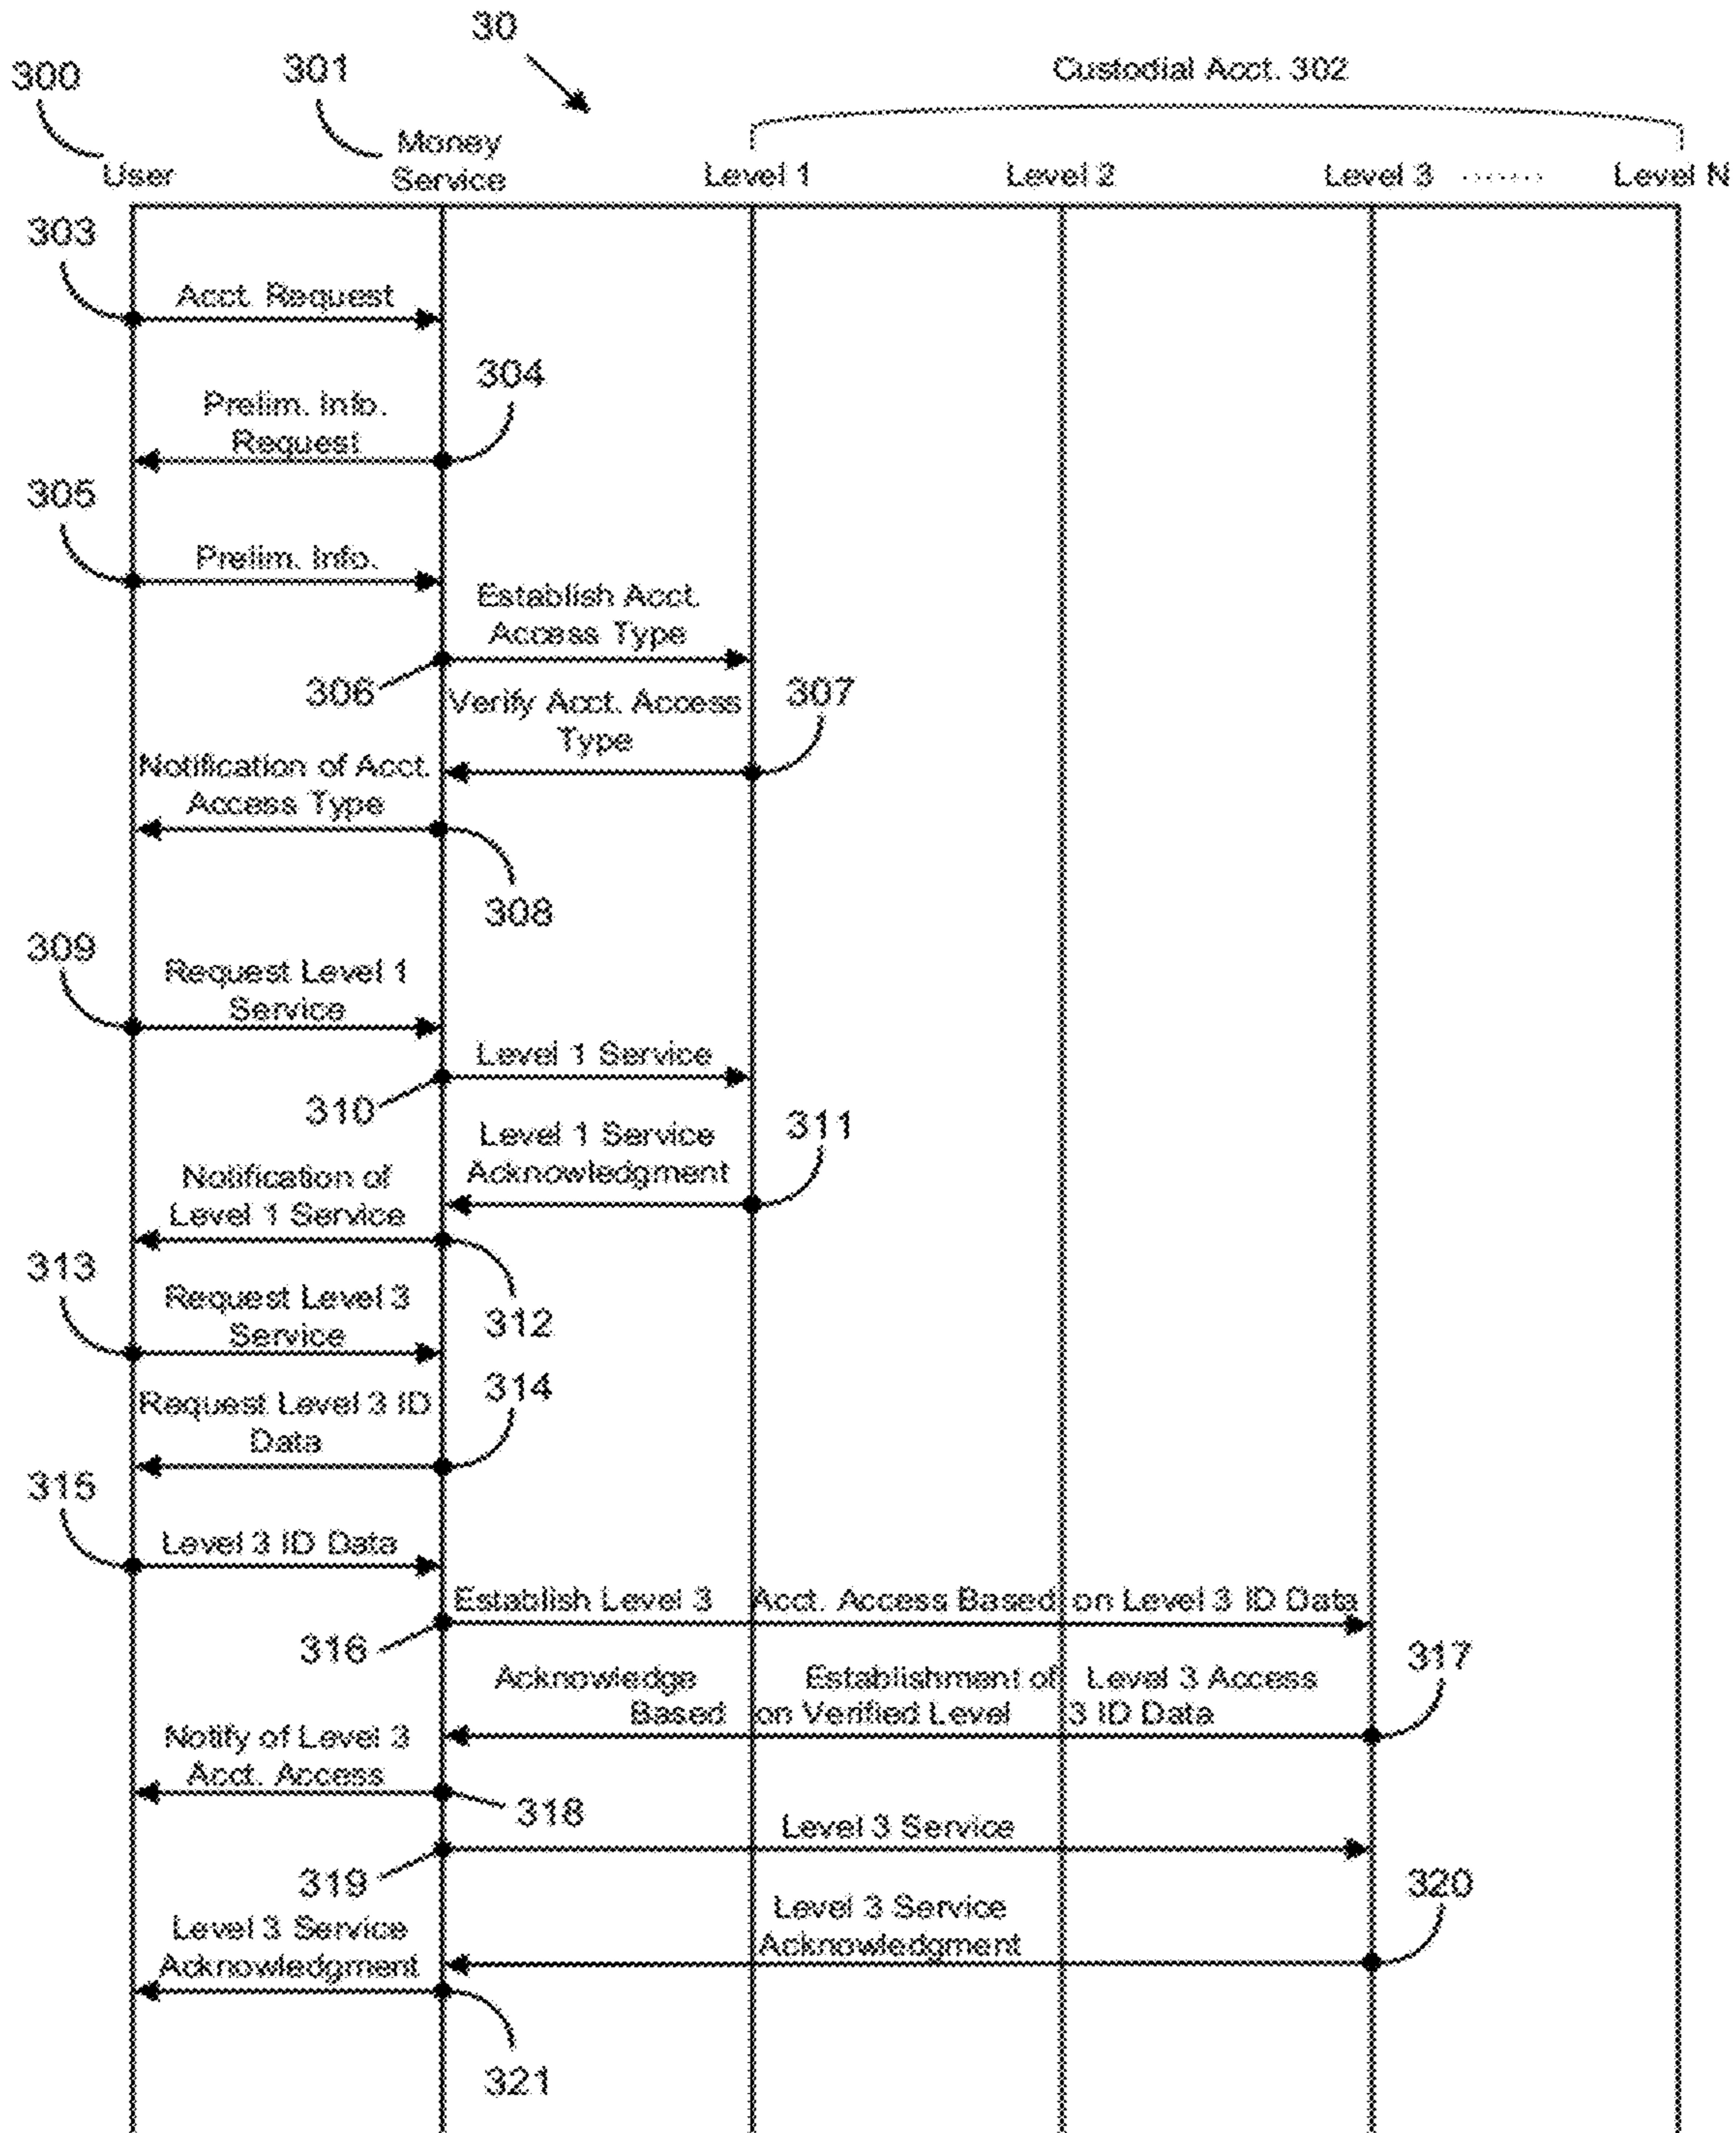 30
300
301
Custodial Acct. 302
User
Money
Service
Level 1
Level 2
Level 3 ........
Level N
303
Acct. Request
304
Prelim. Info.
Request
305
Prelim. Info.
Establish Acct.
Access Type
306
Verify Acct. Access
Type
307
Notification of Acct.
Access Type
308
309
Request Level 1
Service
Level 1 Service
310
Level 1 Service
Acknowledgment
311
Notification of
Level 1 Service
312
313
Request Level 3
Service
314
Request Level 3 ID
Data
315
Level 3 ID Data
Establish Level 3 Acct. Access Based on Level 3 ID Data
316
Acknowledge Establishment of Level 3 Access
Based on Verified Level 3 ID Data
317
Notify of Level 3
Acct. Access
318
Level 3 Service
319
Level 3 Service
Acknowledgment
320
Level 3 Service
Acknowledgment
321